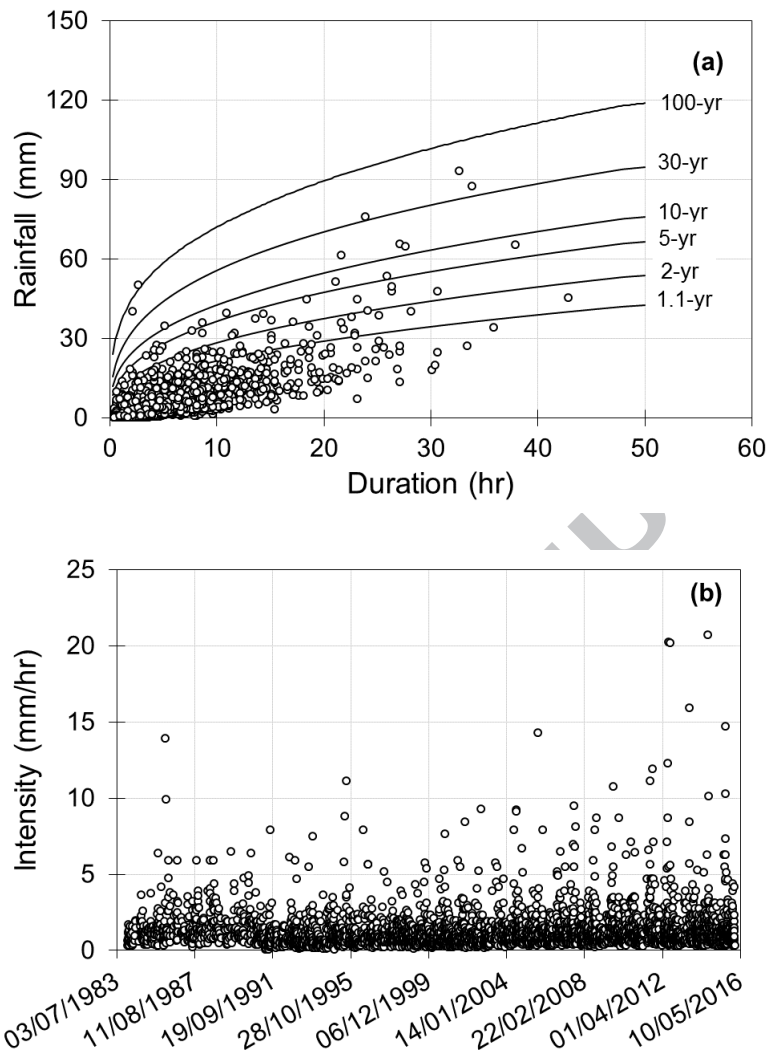 150
(a)
120
100-yr
90
30-yr
10-yr
60
5-yr
2-yr
30
1.1-yr
0
Rainfall (mm)
0 10 20 30 40 50 60
Duration (hr)
25
(b)
20
15
10
5
0
Intensity (mm/hr)
03/07/1983 11/08/1987 19/09/1991 28/10/1995 06/12/1999 14/01/2004 22/02/2008 01/04/2012 10/05/2016